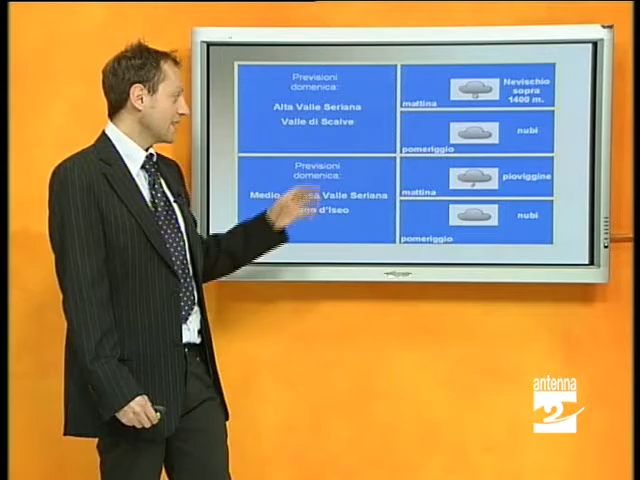 Previsioni
domenica:
Alta Valle Seriana
Valle di Scalve
mattina
Nevischio
sopra
1400 m.
pomeriggio
nubi
Previsioni
domenica:
Medio Valle Seriana
d'Iseo
mattina
pioviggine
pomeriggio
nubi
antenna
2